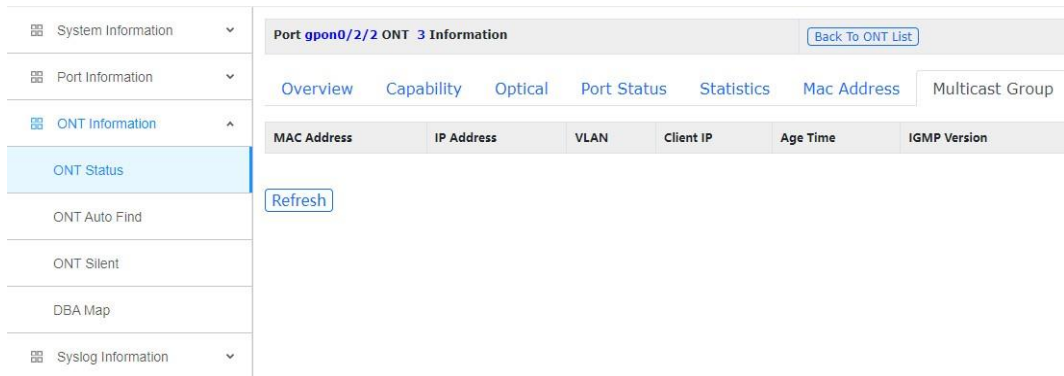 System Information
Port Information
ONT Information
ONT Status
ONT Auto Find
ONT Silent
DBA Map
Syslog Information
Port gpon0/2/2 ONT 3 Information
Back To ONT List
Overview Capability Optical Port Status Statistics Mac Address Multicast Group
MAC Address IP Address VLAN Client IP Age Time IGMP Version
Refresh